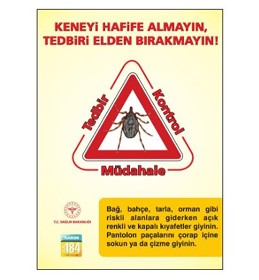 KENEYİ HAFİFE ALMAYIN,
TEDBİRİ ELDEN BIRAKMAYIN!
Tedbir
Kontrol
Müdahale
T.C. SAĞLIK BAKANLIĞI
184
Bağ, bahçe, tarla, orman gibi
riskli alanlara giderken açık
renkli ve kapalı kıyafetler giyinin.
Pantolon paçalarını çorap içine
sokun ya da çizme giyinin.